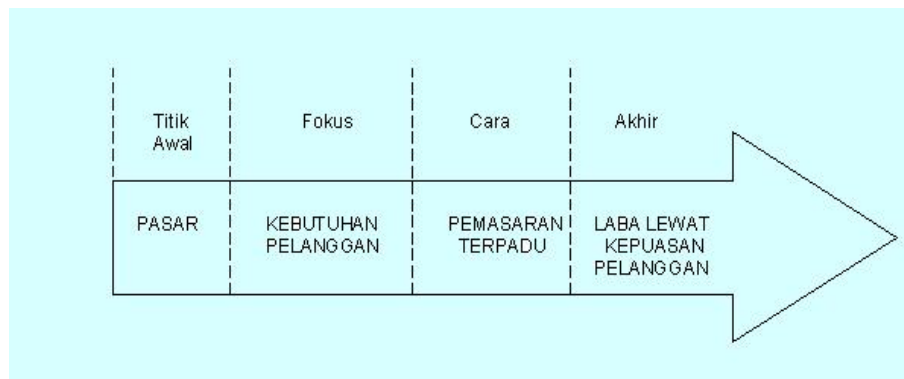 Titik
Awal
Fokus
Cara
Akhir
PASAR
KEBUTUHAN
PELANGGAN
PEMASARAN
TERPADU
LABA LEWAT
KEPUASAN
PELANGGAN